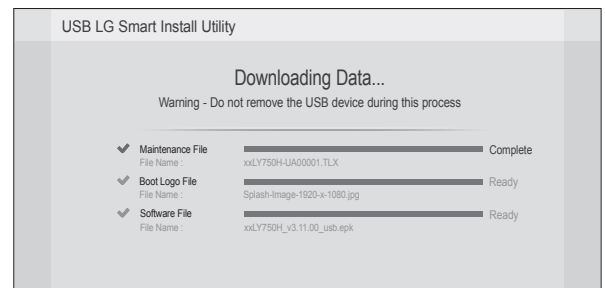 USB LG Smart Install Utility
Downloading Data...
Warning - Do not remove the USB device during this process
Maintenance File Complete
File Name : xxLY750H-UA00001.TLX
Boot Logo File Ready
File Name : Splash-Image-1920-x-1080.jpg
Software File Ready
File Name : xxLY750H_v3.11.00_usb.epk